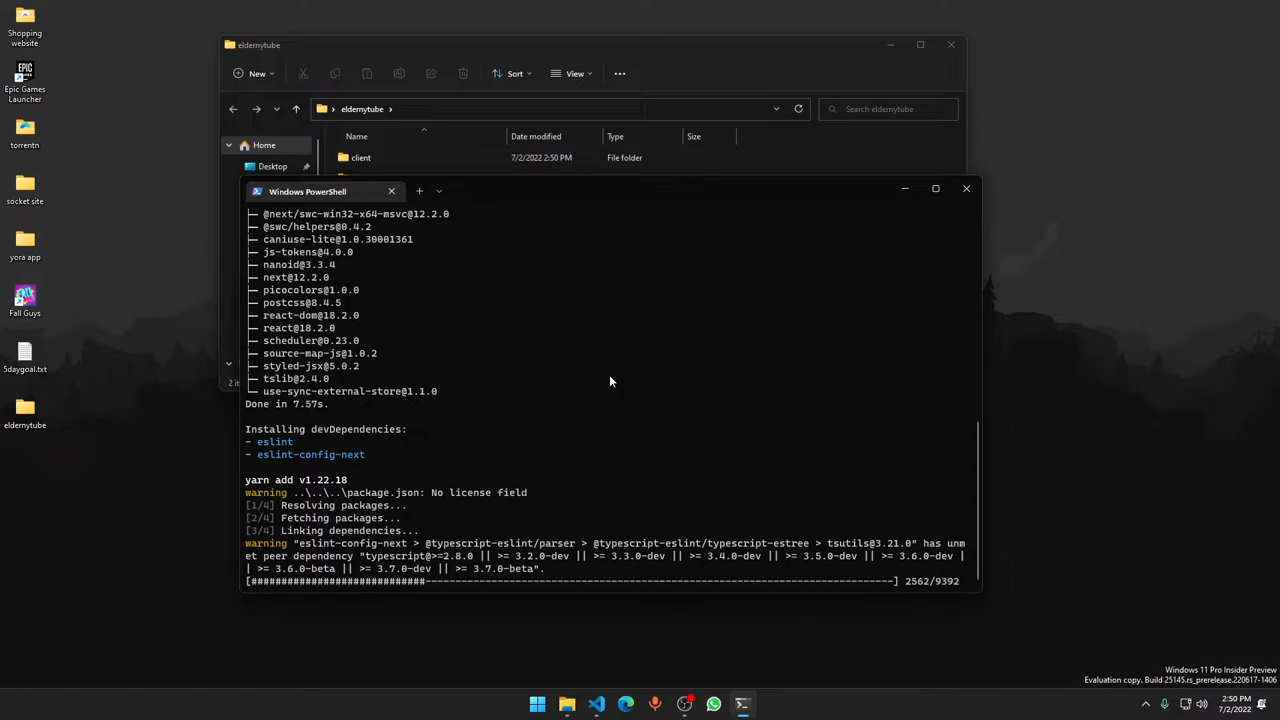 Shopping
website
EPIC
GAMES
Epic Games
Launcher
torrentn
socket site
yora app
Fall Guys
5daygoal.txt
eldernytube
eldernytube
New
Sort
View
eldernytube
Search eldernytube
Home
Desktop
Name
Date modified
Type
Size
client
7/2/2022 2:50 PM
File folder
2 it
Windows PowerShell
├─ @next/swc-win32-x64-msvc@12.2.0
├─ @swc/helpers@0.4.2
├─ caniuse-lite@1.0.30001361
├─ js-tokens@4.0.0
├─ nanoid@3.3.4
├─ next@12.2.0
├─ picocolors@1.0.0
├─ postcss@8.4.5
├─ react-dom@18.2.0
├─ react@18.2.0
├─ scheduler@0.23.0
├─ source-map-js@1.0.2
├─ styled-jsx@5.0.2
├─ tslib@2.4.0
└─ use-sync-external-store@1.1.0
Done in 7.57s.
Installing devDependencies:
- eslint
- eslint-config-next
yarn add v1.22.18
warning ..\..\..\package.json: No license field
[1/4] Resolving packages...
[2/4] Fetching packages...
[3/4] Linking dependencies...
warning "eslint-config-next > @typescript-eslint/parser > @typescript-eslint/typescript-estree > tsutils@3.21.0" has unm
et peer dependency "typescript@>=2.8.0 || >= 3.2.0-dev || >= 3.3.0-dev || >= 3.4.0-dev || >= 3.5.0-dev || >= 3.6.0-dev |
| >= 3.6.0-beta || >= 3.7.0-dev || >= 3.7.0-beta".
[#############################-------------------------------------------------------------------------------] 2562/9392
Windows 11 Pro Insider Preview
Evaluation copy. Build 25145.rs_prerelease.220617-1406
2:50 PM
7/2/2022